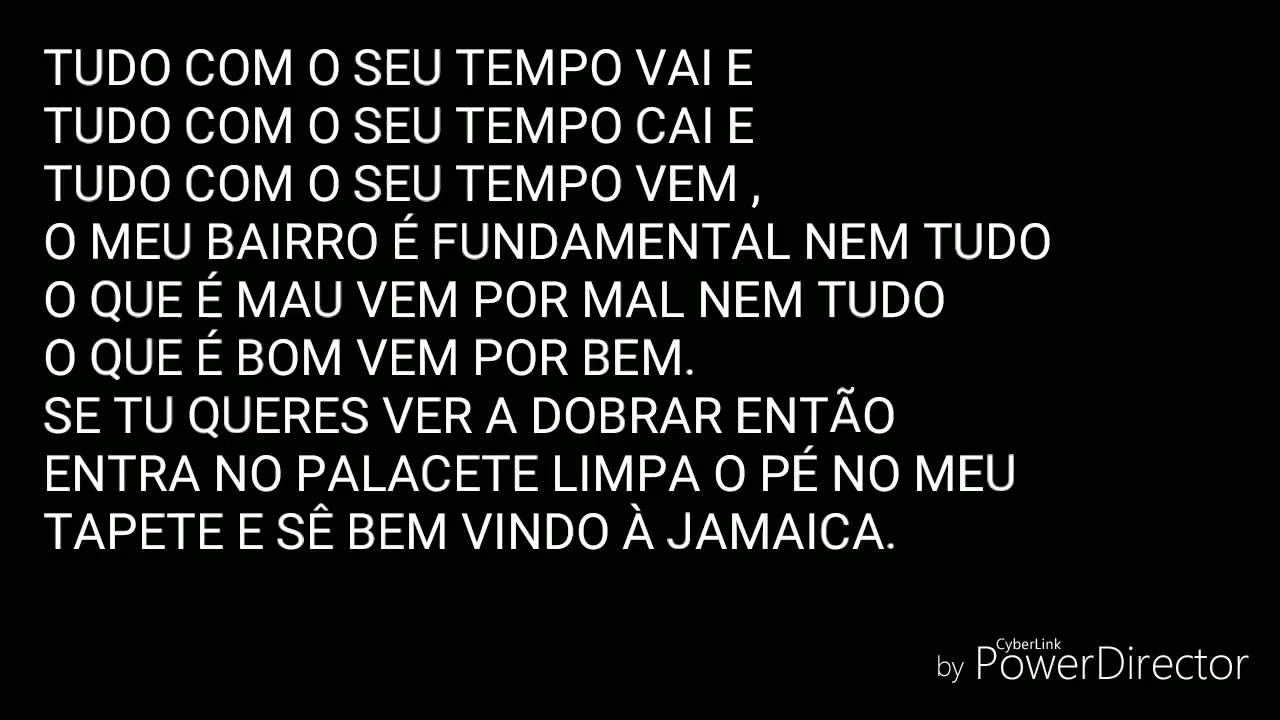 TUDO COM O SEU TEMPO VAI E
TUDO COM O SEU TEMPO CAI E
TUDO COM O SEU TEMPO VEM ,
O MEU BAIRRO É FUNDAMENTAL NEM TUDO
O QUE É MAU VEM POR MAL NEM TUDO
O QUE É BOM VEM POR BEM.
SE TU QUERES VER A DOBRAR ENTÃO
ENTRA NO PALACETE LIMPA O PÉ NO MEU
TAPETE E SÊ BEM VINDO À JAMAICA.
CyberLink
by PowerDirector